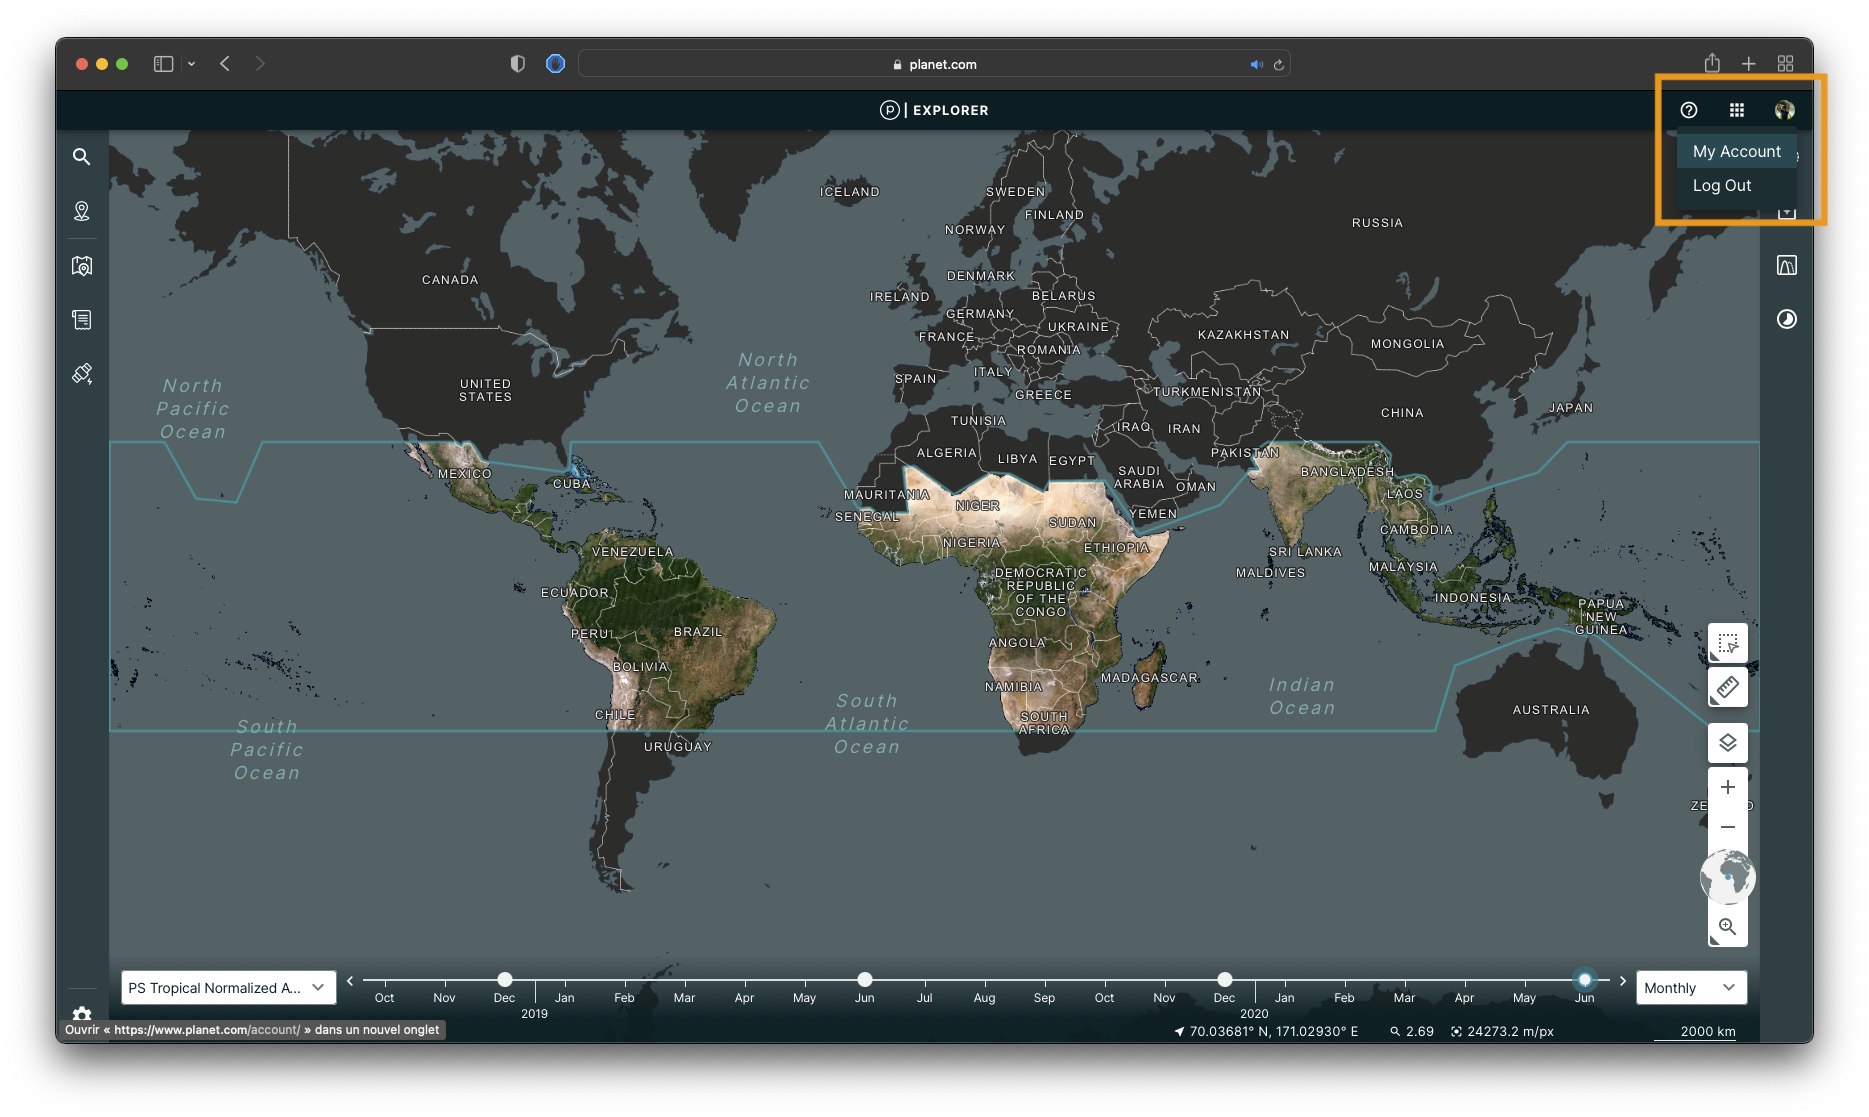 planet.com
EXPLORER
My Account
Log Out
ICELAND
SWEDEN
FINLAND
RUSSIA
NORWAY
CANADA
DENMARK
IRELAND
BELARUS
GERMANY
UKRAINE
FRANCE
KAZAKHSTAN
ROMANIA
MONGOLIA
North
Atlantic
Ocean
ITALY
SPAIN
UNITED
STATES
North
Pacific
Ocean
GREECE
TURKMENISTAN
JAPAN
CHINA
TUNISIA
IRAQ
IRAN
ALGERIA
LIBYA
EGYPT
PAKISTAN
MEXICO
SAUDI
ARABIA
BANGLADESH
CUBA
OMAN
MAURITANIA
LAOS
NIGER
SENEGAL
YEMEN
SUDAN
CAMBODIA
NIGERIA
ETHIOPIA
VENEZUELA
SRI LANKA
MALAYSIA
MALDIVES
DEMOCRATIC
REPUBLIC
OF THE
CONGO
ECUADOR
INDONESIA
PAPUA
NEW
GUINEA
PERU
BRAZIL
ANGOLA
BOLIVIA
MADAGASCAR
NAMIBIA
Indian
Ocean
South
Atlantic
Ocean
CHILE
SOUTH
AFRICA
AUSTRALIA
South
Pacific
Ocean
URUGUAY
PS Tropical Normalized A...
Oct Nov Dec Jan Feb Mar Apr May Jun Jul Aug Sep Oct Nov Dec Jan Feb Mar Apr May Jun
2019 2020
Monthly
Ouvrir « https://www.planet.com/account/ » dans un nouvel onglet
70.03681° N, 171.02930° E 2.69 24273.2 m/px 2000 km